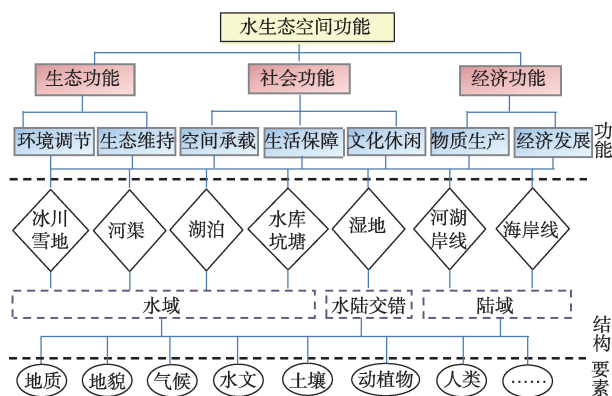 水生态空间功能
生态功能
社会功能
经济功能
环境调节
生态维持
空间承载
生活保障
文化休闲
物质生产
经济发展
功能
冰川
雪地
河渠
湖泊
水库
坑塘
湿地
河湖
岸线
海岸线
水域
水陆交错
陆域
结构
地质
地貌
气候
水文
土壤
动植物
人类
……
要素